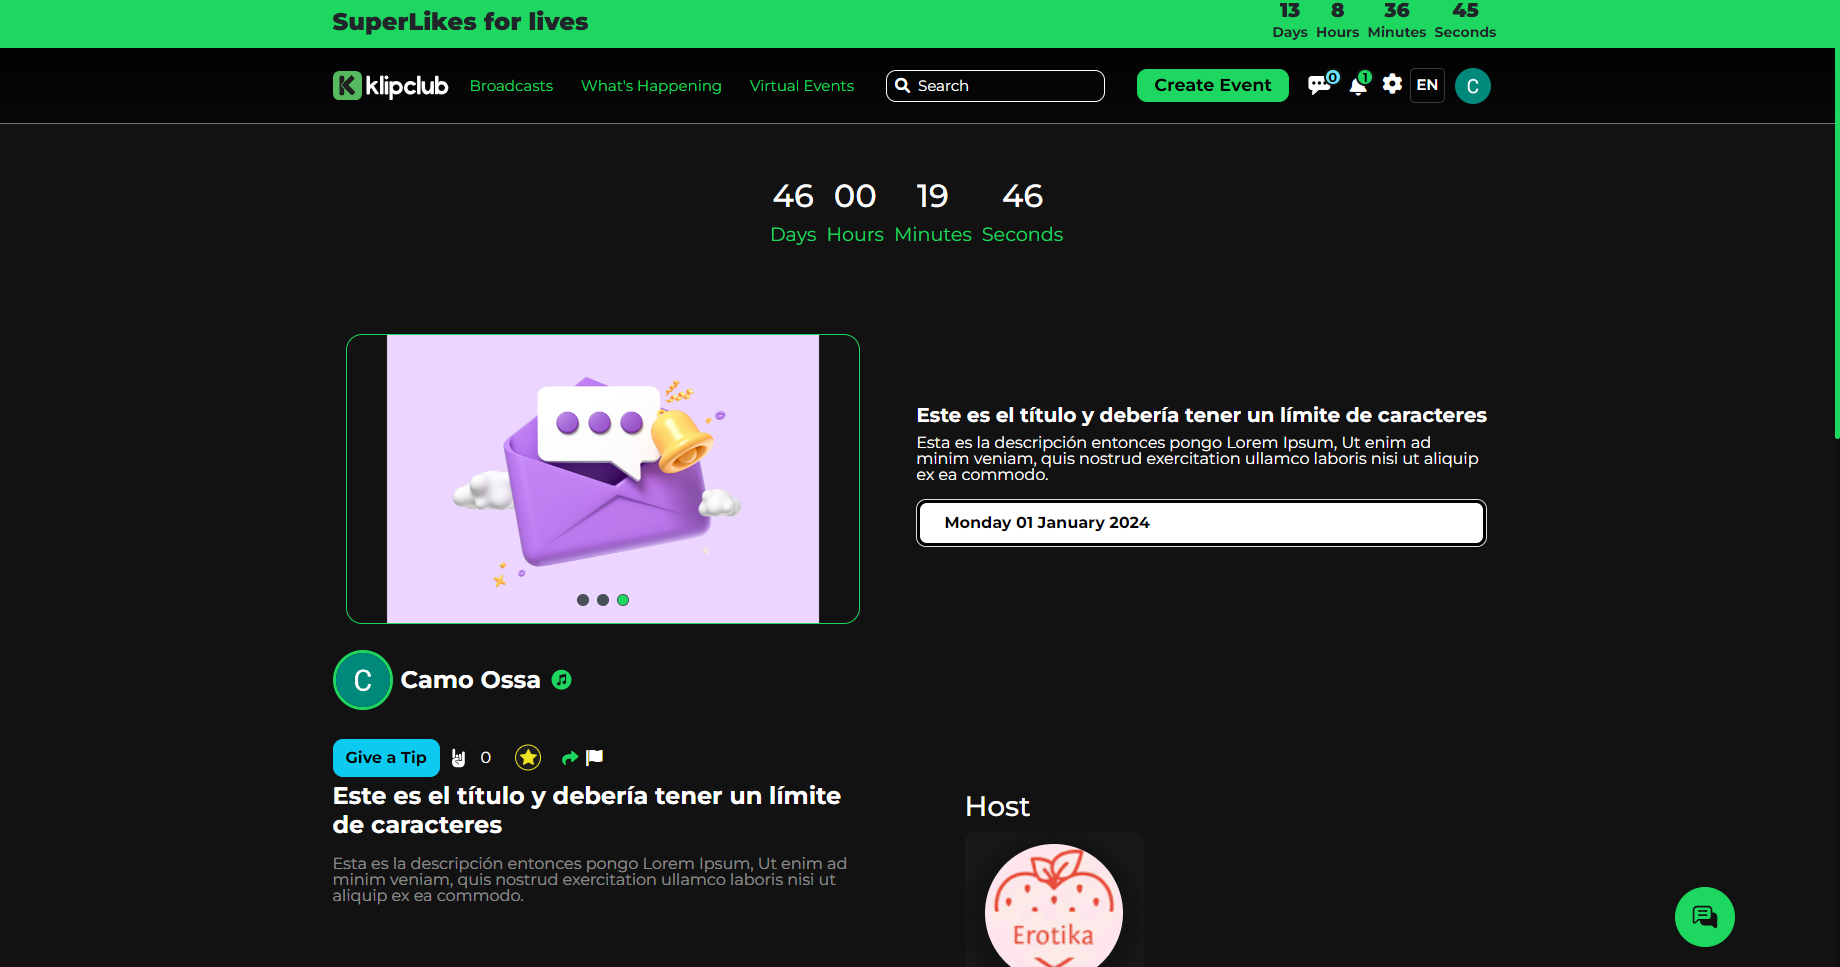 SuperLikes for lives
13 8 36 45
Days Hours Minutes Seconds
klipclub Broadcasts What's Happening Virtual Events Search Create Event 0 1 EN C
46 00 19 46
Days Hours Minutes Seconds
Este es el título y debería tener un límite de caracteres
Esta es la descripción entonces pongo Lorem Ipsum, Ut enim ad
minim veniam, quis nostrud exercitation ullamco laboris nisi ut aliquip
ex ea commodo.
Monday 01 January 2024
C Camo Ossa
Give a Tip 0
Este es el título y debería tener un límite
de caracteres
Esta es la descripción entonces pongo Lorem Ipsum, Ut enim ad
minim veniam, quis nostrud exercitation ullamco laboris nisi ut
aliquip ex ea commodo.
Host
Erotika